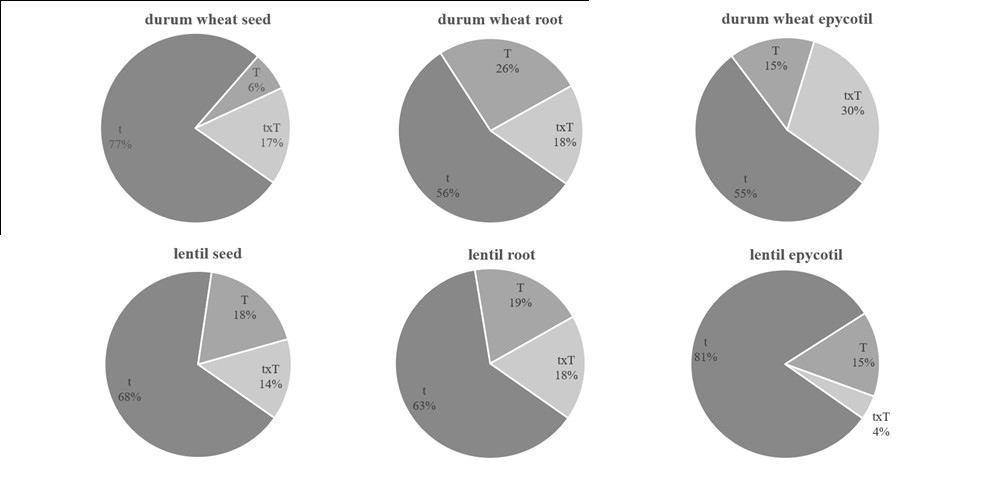 durum wheat seed
T
6%
txT
17%
t
77%
durum wheat root
T
26%
txT
18%
t
56%
durum wheat epycotil
T
15%
txT
30%
t
55%
lentil seed
T
18%
txT
14%
t
68%
lentil root
T
19%
txT
18%
t
63%
lentil epycotil
t
81%
T
15%
txT
4%